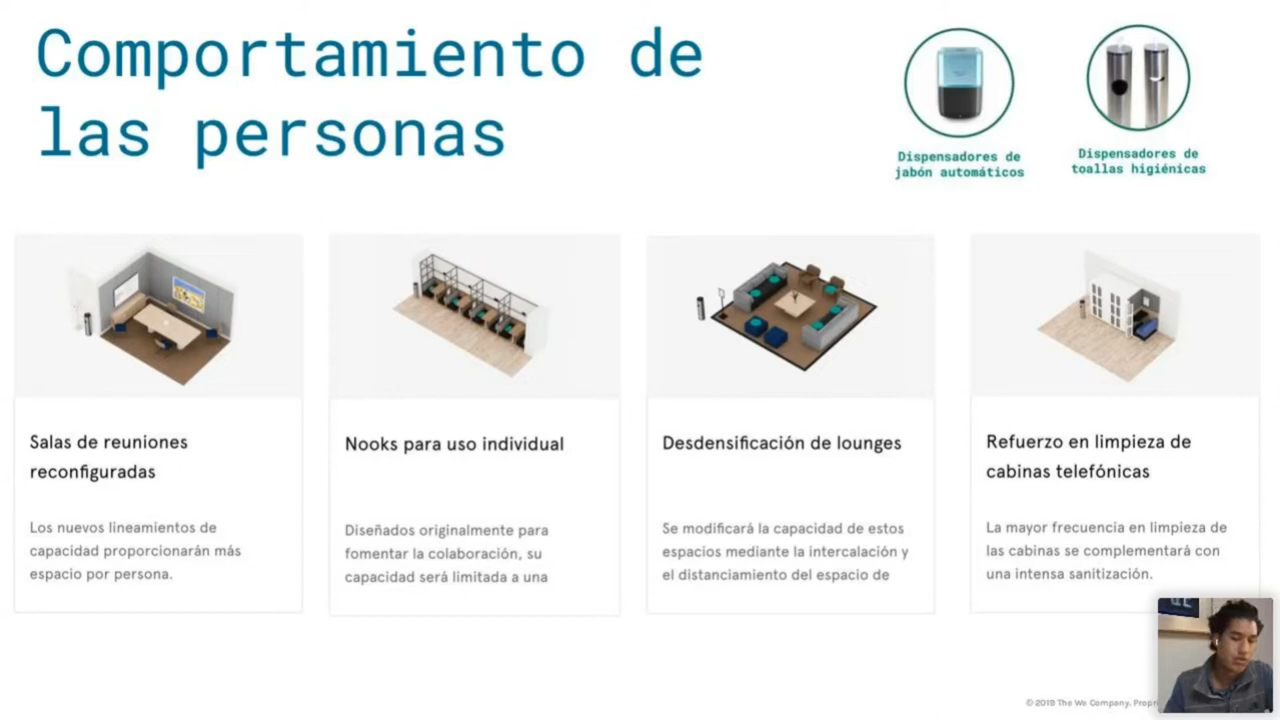 Comportamiento de
las personas
Dispensadores de
jabón automáticos
Dispensadores de
toallas higiénicas
Salas de reuniones
reconfiguradas
Los nuevos lineamientos de
capacidad proporcionarán más
espacio por persona.
Nooks para uso individual
Diseñados originalmente para
fomentar la colaboración, su
capacidad será limitada a una
Desdensificación de lounges
Se modificará la capacidad de estos
espacios mediante la intercalación y
el distanciamiento del espacio de
Refuerzo en limpieza de
cabinas telefónicas
La mayor frecuencia en limpieza de
las cabinas se complementará con
una intensa sanitización.
© 2019 The We Company.